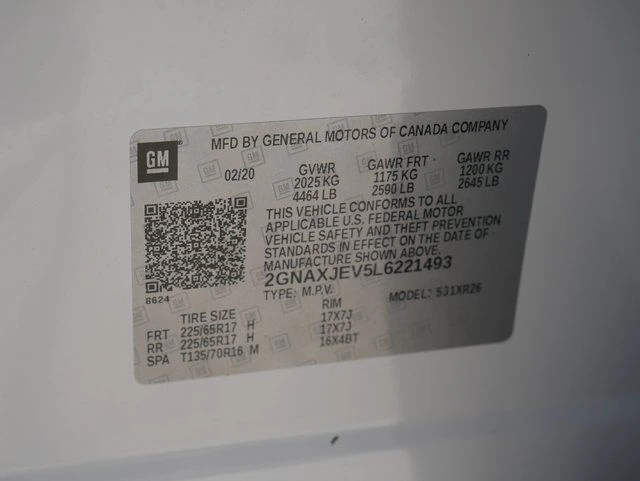 MFD BY GENERAL MOTORS OF CANADA COMPANY
GM
02/20 GVWR GAWR FRT GAWR RR
2025 KG 1175 KG 1200 KG
4464 LB 2590 LB 2645 LB
THIS VEHICLE CONFORMS TO ALL
APPLICABLE U.S. FEDERAL MOTOR
VEHICLE SAFETY AND THEFT PREVENTION
STANDARDS IN EFFECT ON THE DATE OF
MANUFACTURE SHOWN ABOVE.
2GNAXJEV5L6221493
8624
TYPE: M.P.V. MODEL: 531XR26
TIRE SIZE RIM
FRT 225/65R17 H 17X7J
RR 225/65R17 H 17X7J
SPA T135/70R16 M 16X4BT